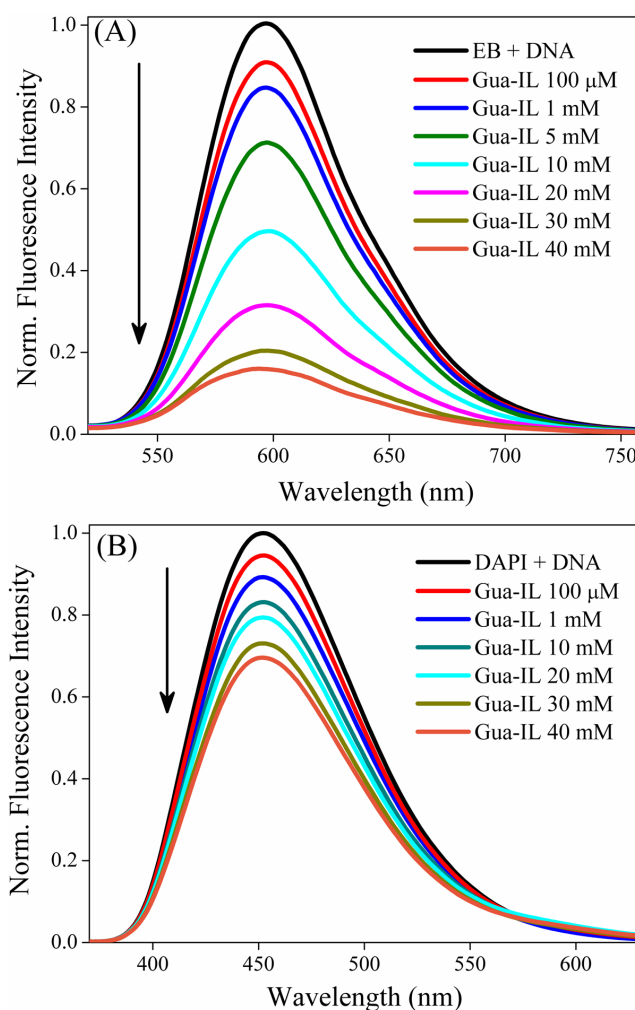 (A)
EB + DNA
Gua-IL 100 μM
Gua-IL 1 mM
Gua-IL 5 mM
Gua-IL 10 mM
Gua-IL 20 mM
Gua-IL 30 mM
Gua-IL 40 mM
Norm. Fluoresence Intensity
1.0
0.8
0.6
0.4
0.2
0.0
550 600 650 700 750
Wavelength (nm)
(B)
DAPI + DNA
Gua-IL 100 μM
Gua-IL 1 mM
Gua-IL 10 mM
Gua-IL 20 mM
Gua-IL 30 mM
Gua-IL 40 mM
Norm. Fluorescence Intensity
1.0
0.8
0.6
0.4
0.2
0.0
400 450 500 550 600
Wavelength (nm)